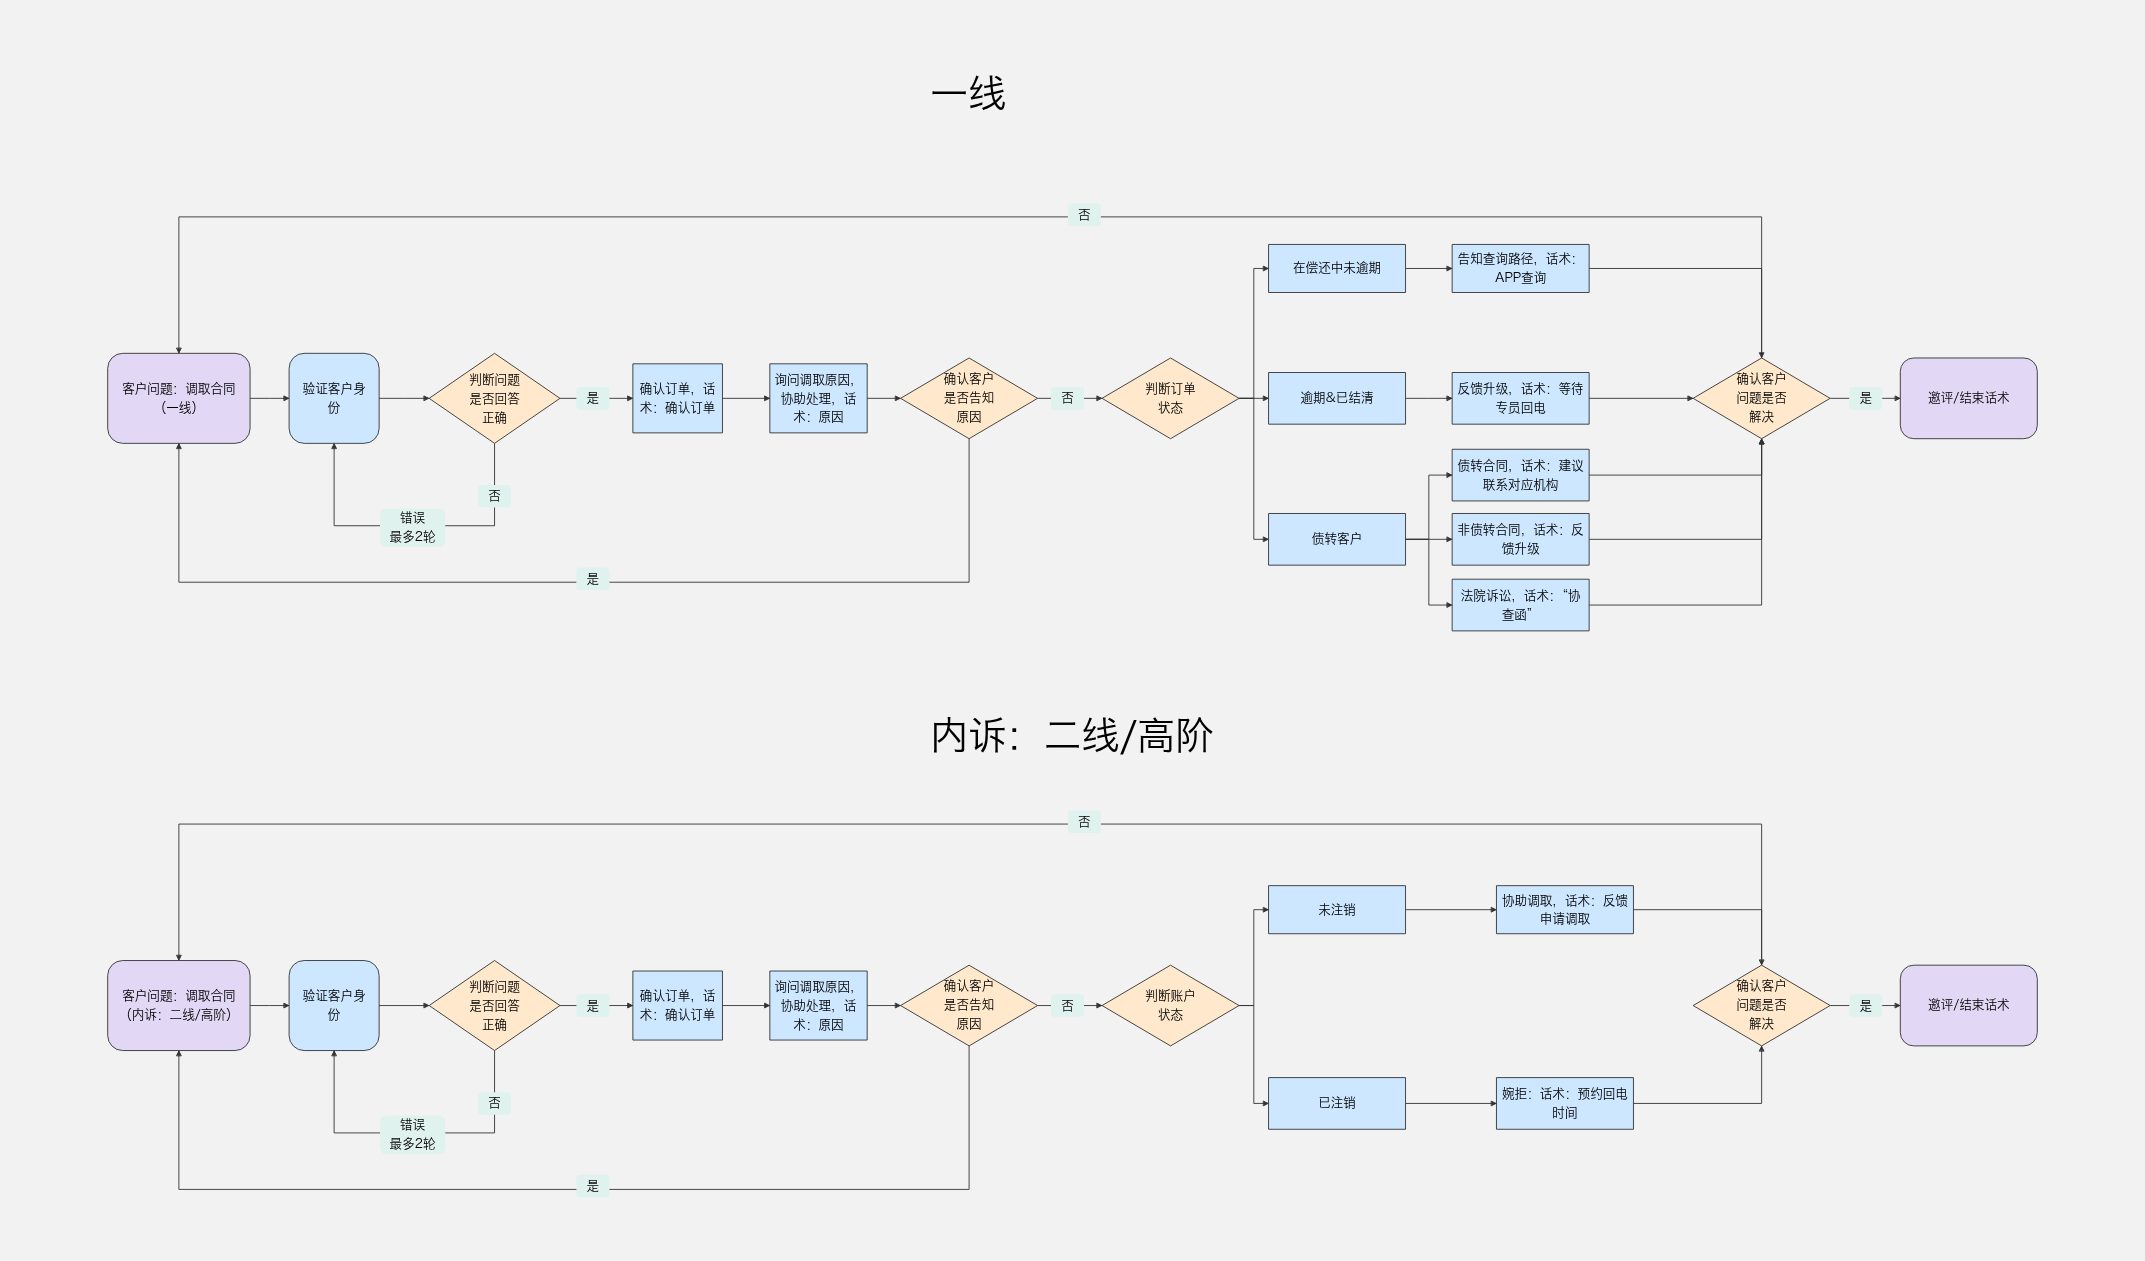 一线
否
在偿还中未逾期
告知查询路径，话术：
APP查询
客户问题：调取合同
（一线）
验证客户身
份
判断问题
是否回答
正确
是
确认订单，话
术：确认订单
询问调取原因，
协助处理，话
术：原因
确认客户
是否告知
原因
否
判断订单
状态
逾期&已结清
反馈升级，话术：等待
专员回电
确认客户
问题是否
解决
是
邀评/结束话术
否
错误
最多2轮
是
债转客户
债转合同，话术：建议
联系对应机构
非债转合同，话术：反
馈升级
法院诉讼，话术：“协
查函”
内诉：二线/高阶
否
未注销
协助调取，话术：反馈
申请调取
客户问题：调取合同
（内诉：二线/高阶）
验证客户身
份
判断问题
是否回答
正确
是
确认订单，话
术：确认订单
询问调取原因，
协助处理，话
术：原因
确认客户
是否告知
原因
否
判断账户
状态
确认客户
问题是否
解决
是
邀评/结束话术
否
错误
最多2轮
已注销
婉拒：话术：预约回电
时间
是